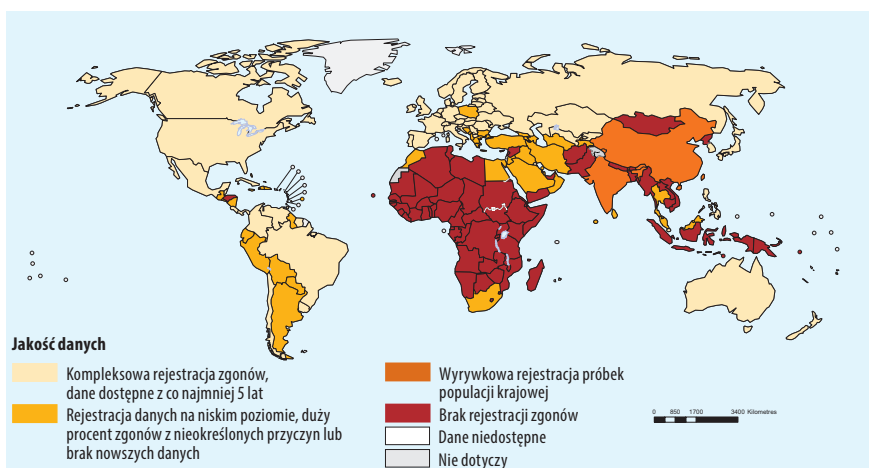 Jakość danych
Kompleksowa rejestracja zgonów,
dane dostępne z co najmniej 5 lat
Rejestracja danych na niskim poziomie, duży
procent zgonów z nieokreślonych przyczyn lub
brak nowszych danych
Wyrywkowa rejestracja próbek
populacji krajowej
Brak rejestracji zgonów
Dane niedostępne
Nie dotyczy
0 850 1700 3400 Kilometres